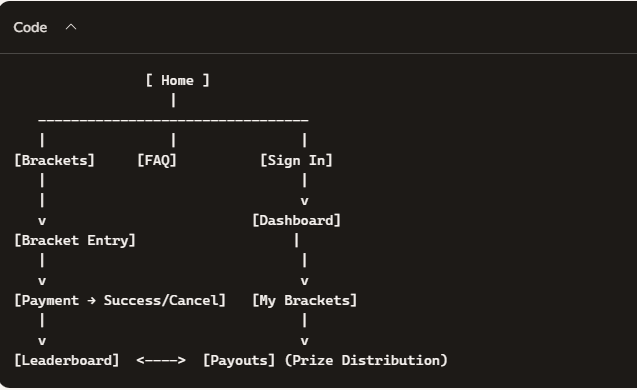 Code
[ Home ]
|
---------------------------------
| | |
[Brackets] [FAQ] [Sign In]
| |
| v
v [Dashboard]
[Bracket Entry] |
| |
v v
[Payment → Success/Cancel] [My Brackets]
| |
v v
[Leaderboard] <----> [Payouts] (Prize Distribution)